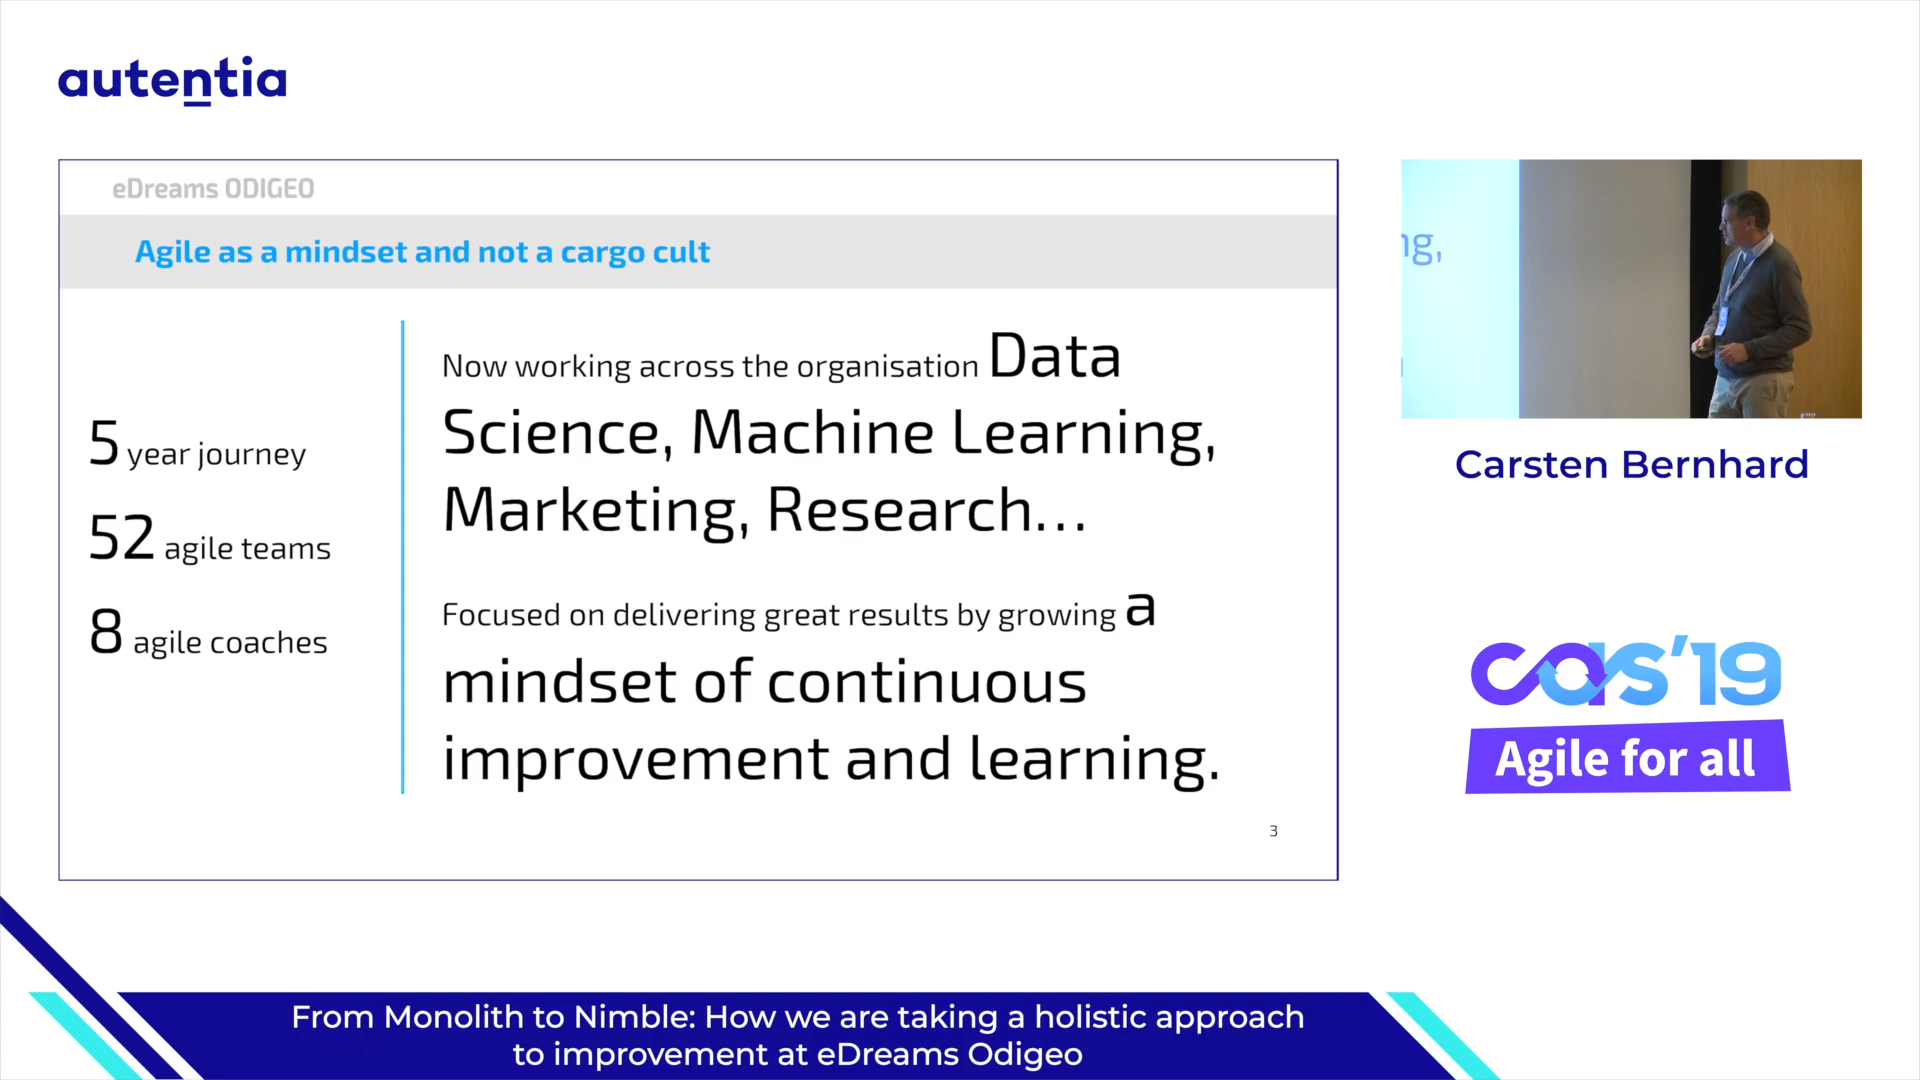 autentia
eDreams ODIGEO
Agile as a mindset and not a cargo cult
5 year journey
52 agile teams
8 agile coaches
Now working across the organisation Data
Science, Machine Learning,
Marketing, Research...
Focused on delivering great results by growing a
mindset of continuous
improvement and learning.
3
ng,
Carsten Bernhard
cas'19
Agile for all
From Monolith to Nimble: How we are taking a holistic approach
to improvement at eDreams Odigeo